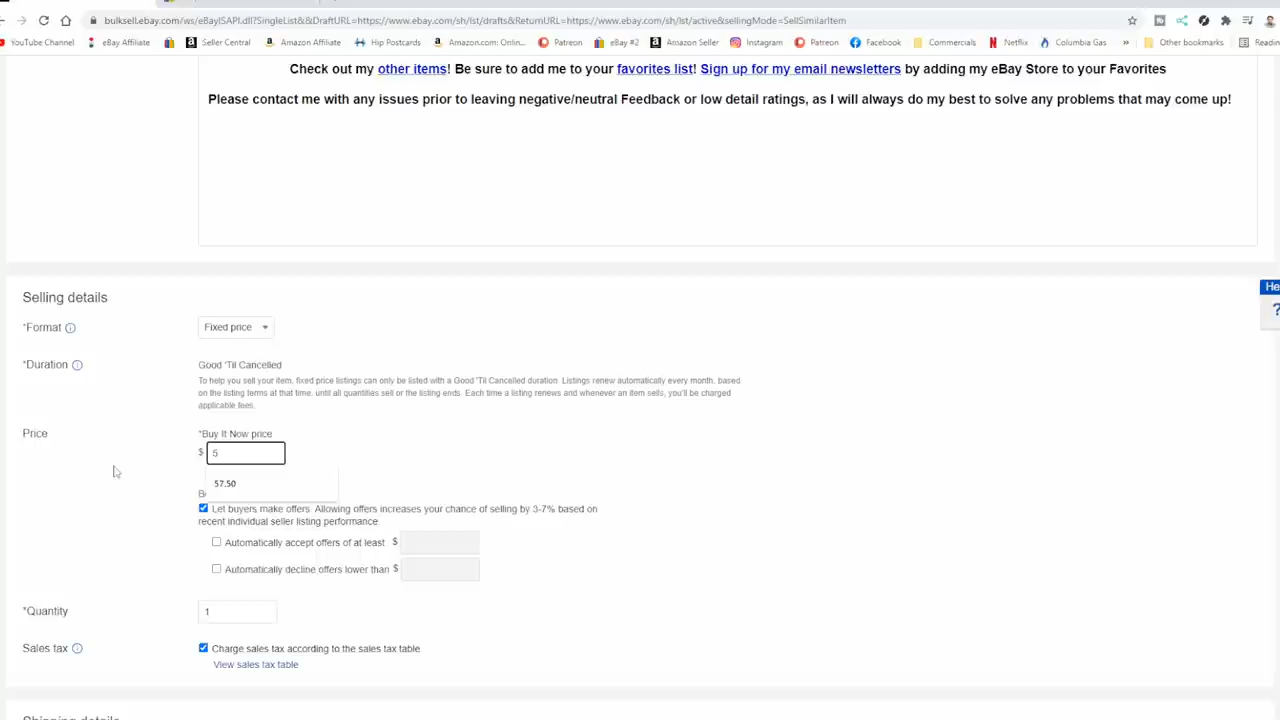 bulksell.ebay.com/ws/eBayISAPI.dll?SingleList&&DraftURL=https://www.ebay.com/sh/lst/drafts&ReturnURL=https://www.ebay.com/sh/lst/active&sellingMode=SellSimilarItem
YouTube Channel eBay Affiliate Seller Central Amazon Affiliate Hip Postcards Amazon.com: Onlin... Patreon eBay #2 Amazon Seller Instagram Patreon Facebook Commercials Netflix Columbia Gas » Other bookmarks
Check out my other items! Be sure to add me to your favorites list! Sign up for my email newsletters by adding my eBay Store to your Favorites
Please contact me with any issues prior to leaving negative/neutral Feedback or low detail ratings, as I will always do my best to solve any problems that may come up!
Selling details
He
?
*Format Fixed price
*Duration Good 'Til Cancelled
To help you sell your item, fixed price listings can only be listed with a Good 'Til Cancelled duration. Listings renew automatically every month, based
on the listing terms at that time, until all quantities sell or the listing ends. Each time a listing renews and whenever an item sells, you'll be charged
applicable fees.
Price *Buy It Now price
$ 5
57.50
Let buyers make offers. Allowing offers increases your chance of selling by 3-7% based on
recent individual seller listing performance
Automatically accept offers of at least $
Automatically decline offers lower than $
*Quantity 1
Sales tax Charge sales tax according to the sales tax table
View sales tax table